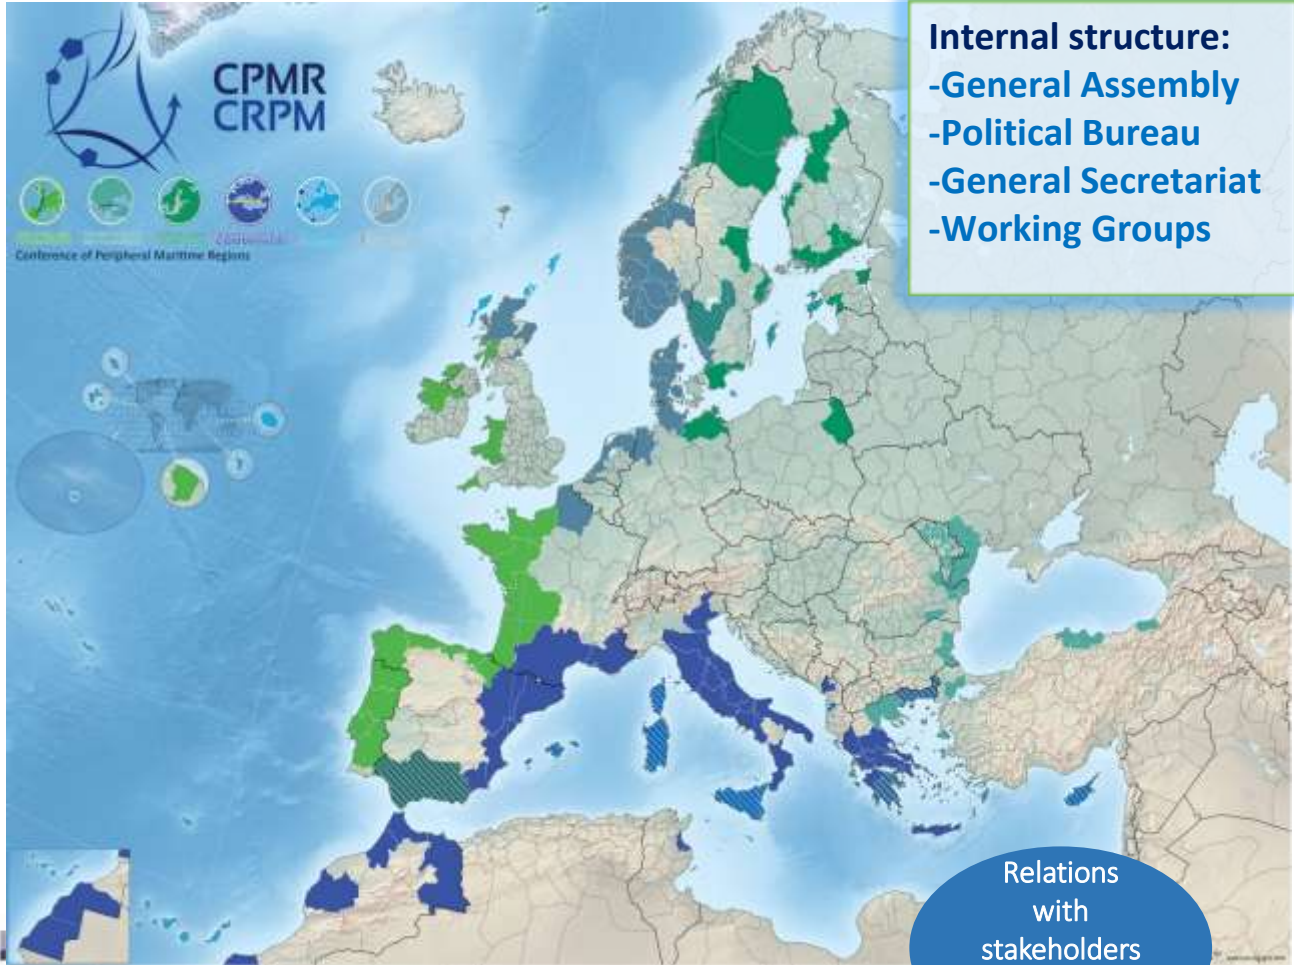 CPMR
CRPM
Conference of Peripheral Maritime Regions
Internal structure:
-General Assembly
-Political Bureau
-General Secretariat
-Working Groups
Relations
with
stakeholders